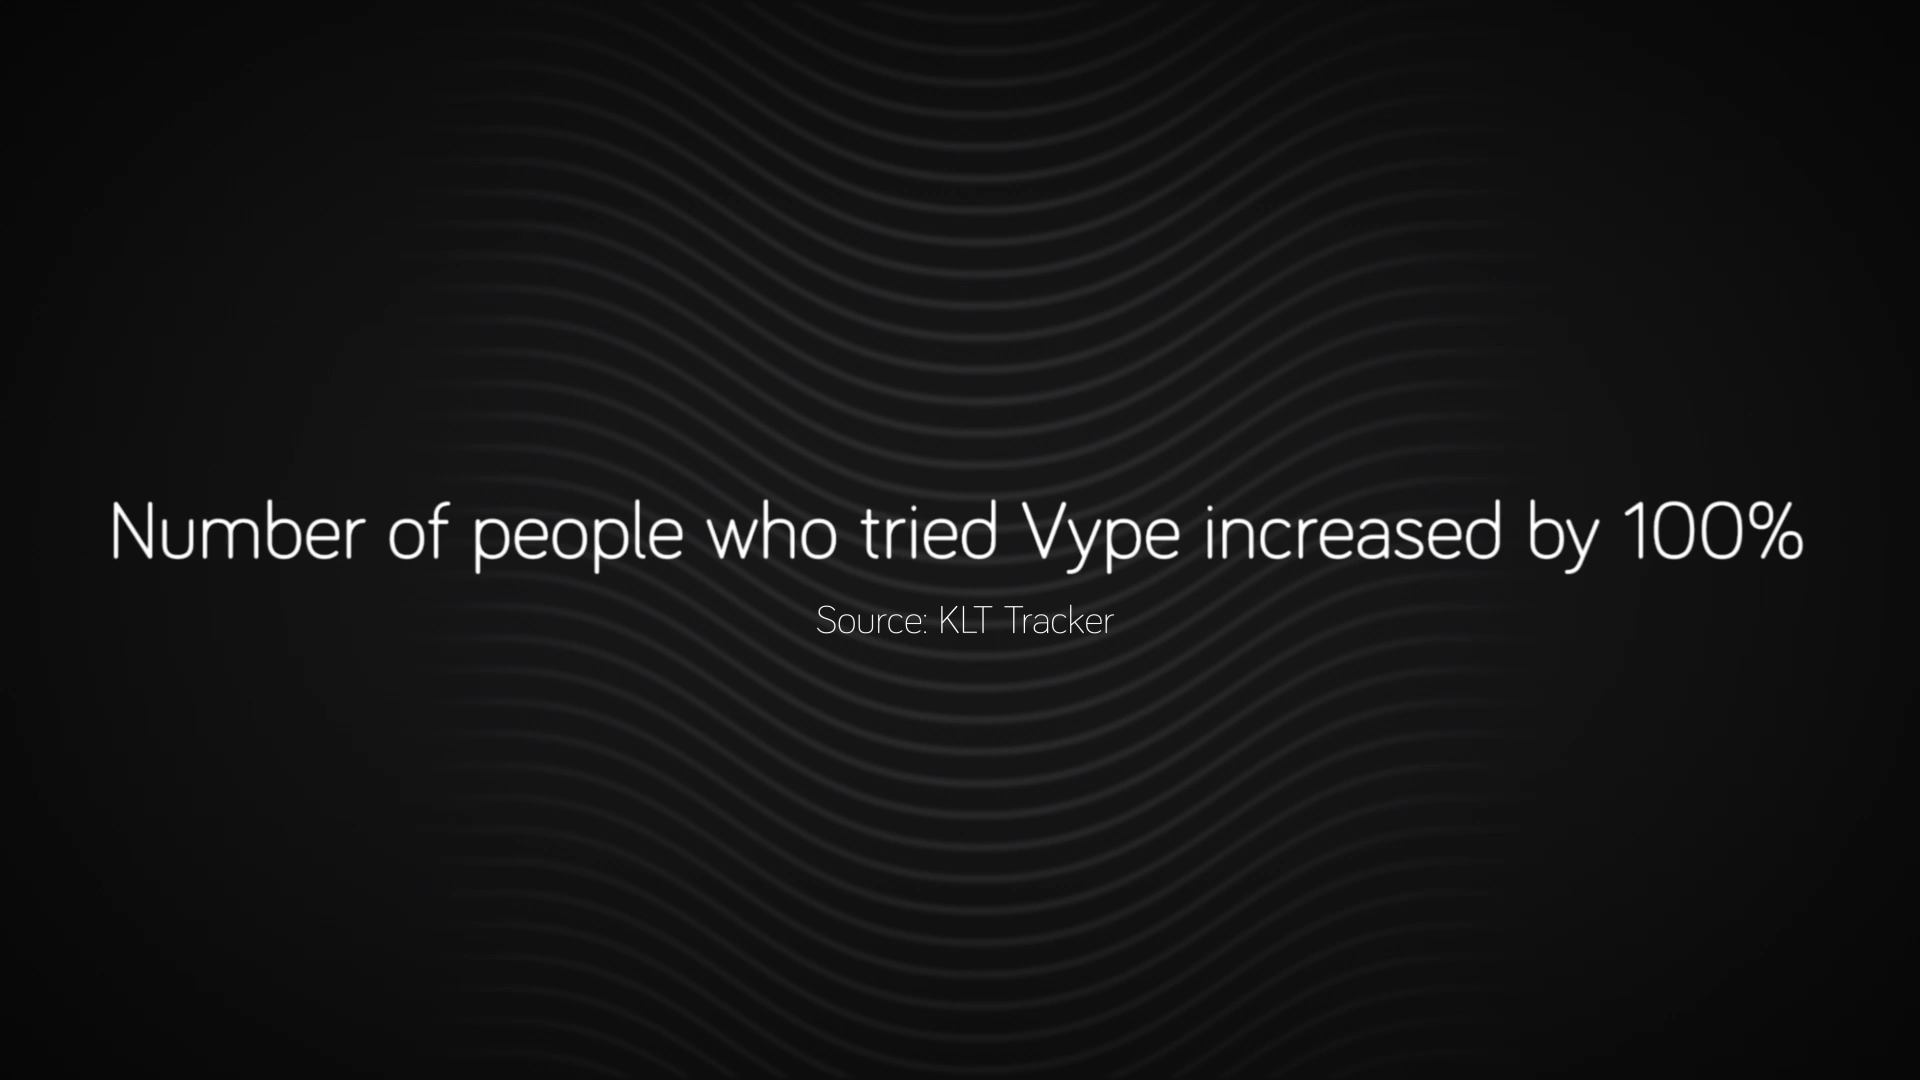 Number of people who tried Vype increased by 100%
Source: KLT Tracker